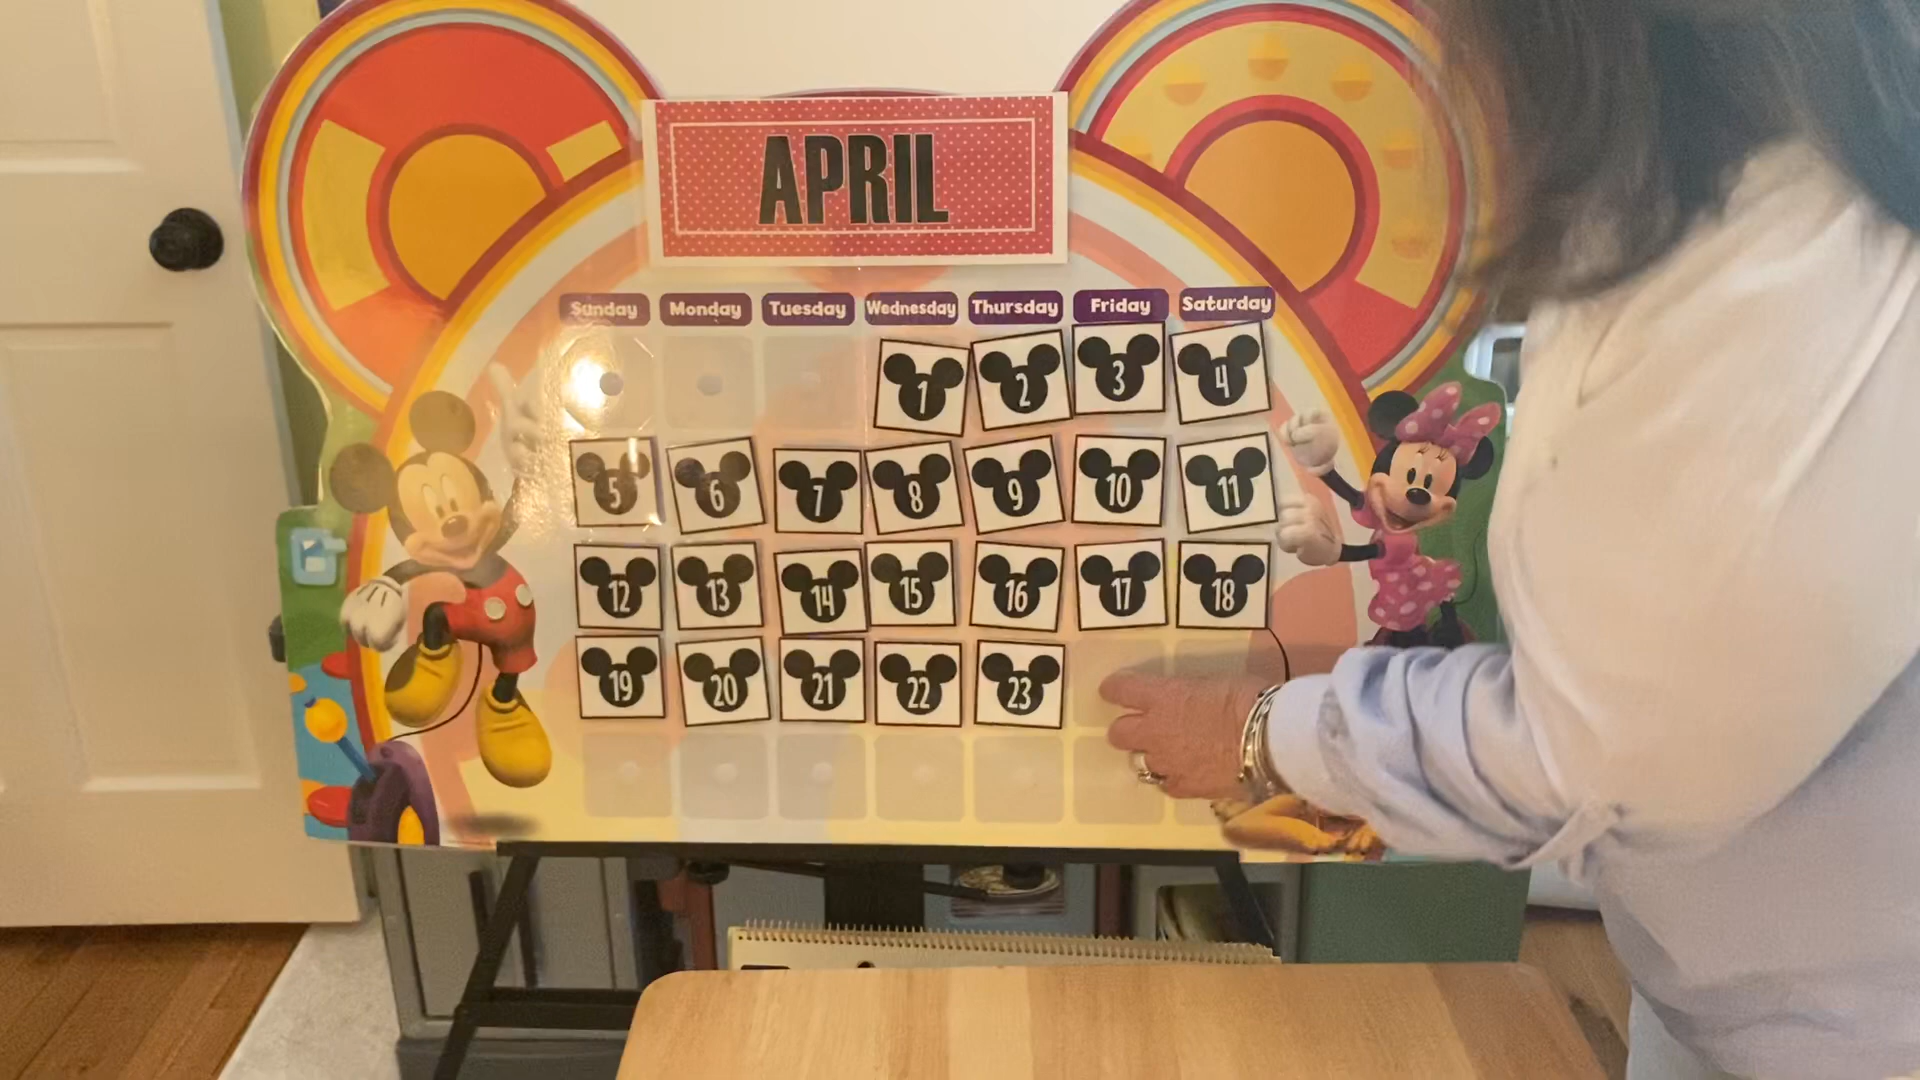 APRIL
Sunday Monday Tuesday Wednesday Thursday Friday Saturday
1 2 3 4
5 6 7 8 9 10 11
12 13 14 15 16 17 18
19 20 21 22 23